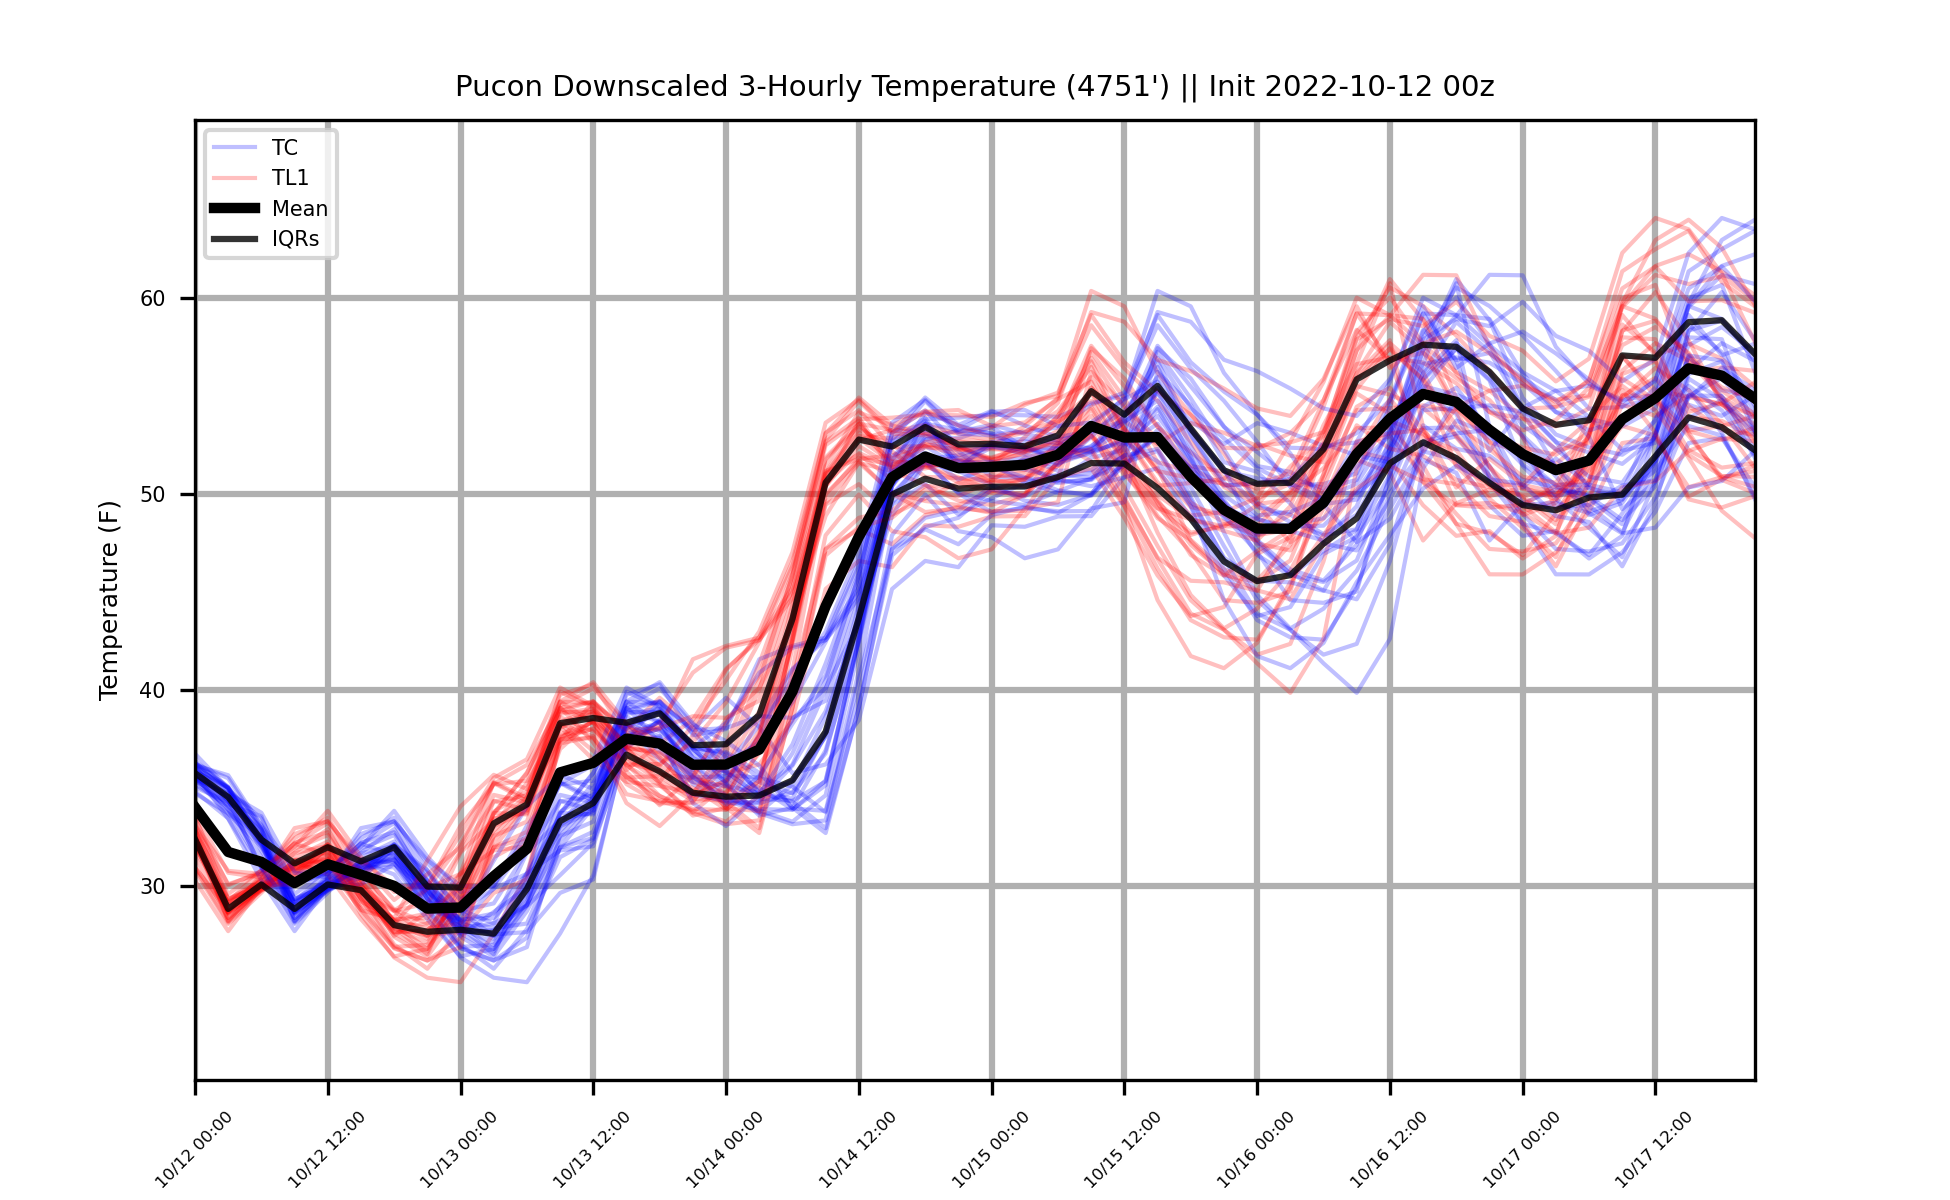 Pucon Downscaled 3-Hourly Temperature (4751') || Init 2022-10-12 00z
TC
TL1
Mean
IQRs
60
50
40
30
Temperature (F)
10/12 00:00
10/12 12:00
10/13 00:00
10/13 12:00
10/14 00:00
10/14 12:00
10/15 00:00
10/15 12:00
10/16 00:00
10/16 12:00
10/17 00:00
10/17 12:00